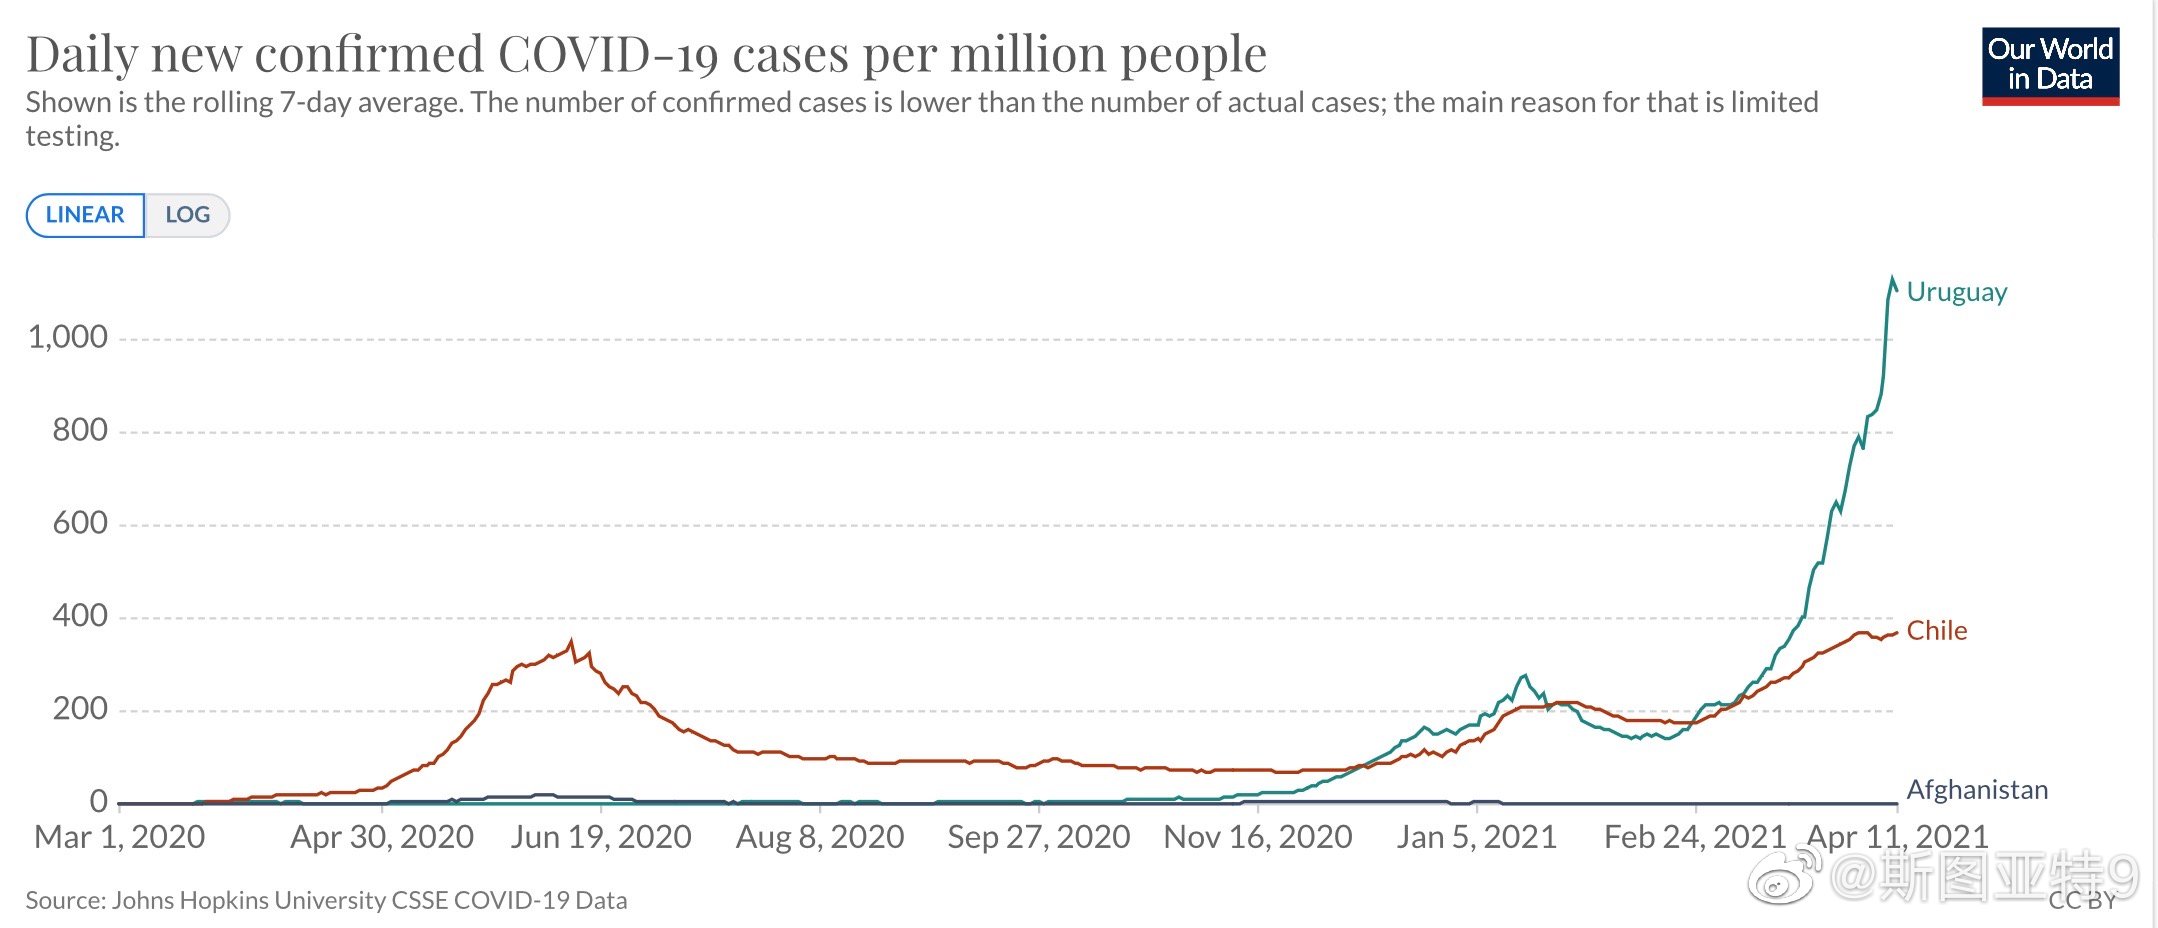 Daily new confirmed COVID-19 cases per million people
Our World
in Data
Shown is the rolling 7-day average. The number of confirmed cases is lower than the number of actual cases; the main reason for that is limited
testing.
LINEAR LOG
Uruguay
1,000
800
600
400
Chile
200
Afghanistan
0
Mar 1, 2020 Apr 30, 2020 Jun 19, 2020 Aug 8, 2020 Sep 27, 2020 Nov 16, 2020 Jan 5, 2021 Feb 24, 2021 Apr 11, 2021
@斯图亚特9
Source: Johns Hopkins University CSSE COVID-19 Data
CC BY